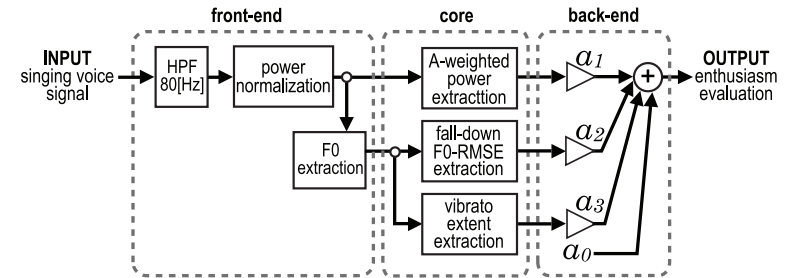 front-end
core
back-end
INPUT
singing voice
signal
HPF
80[Hz]
power
normalization
A-weighted
power
extracttion
a1
+
OUTPUT
enthusiasm
evaluation
F0
extraction
fall-down
F0-RMSE
extraction
a2
vibrato
extent
extraction
a3
a0